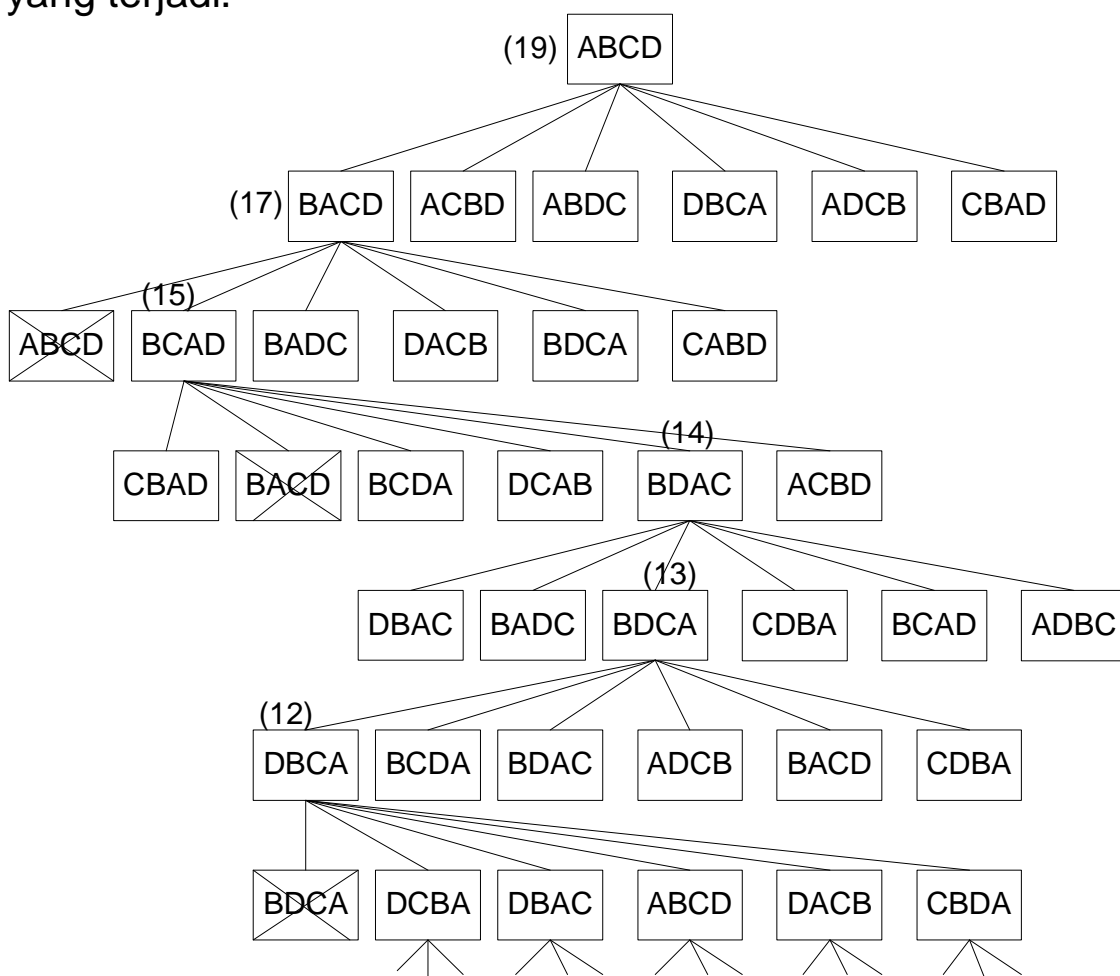 yang terjadi.
(19) ABCD
(17) BACD ACBD ABDC DBCA ADCB CBAD
(15)
ABCD BCAD BADC DACB BDCA CABD
(14)
CBAD BACD BCDA DCAB BDAC ACBD
(13)
DBAC BADC BDCA CDBA BCAD ADBC
(12)
DBCA BCDA BDAC ADCB BACD CDBA
BDCA DCBA DBAC ABCD DACB CBDA